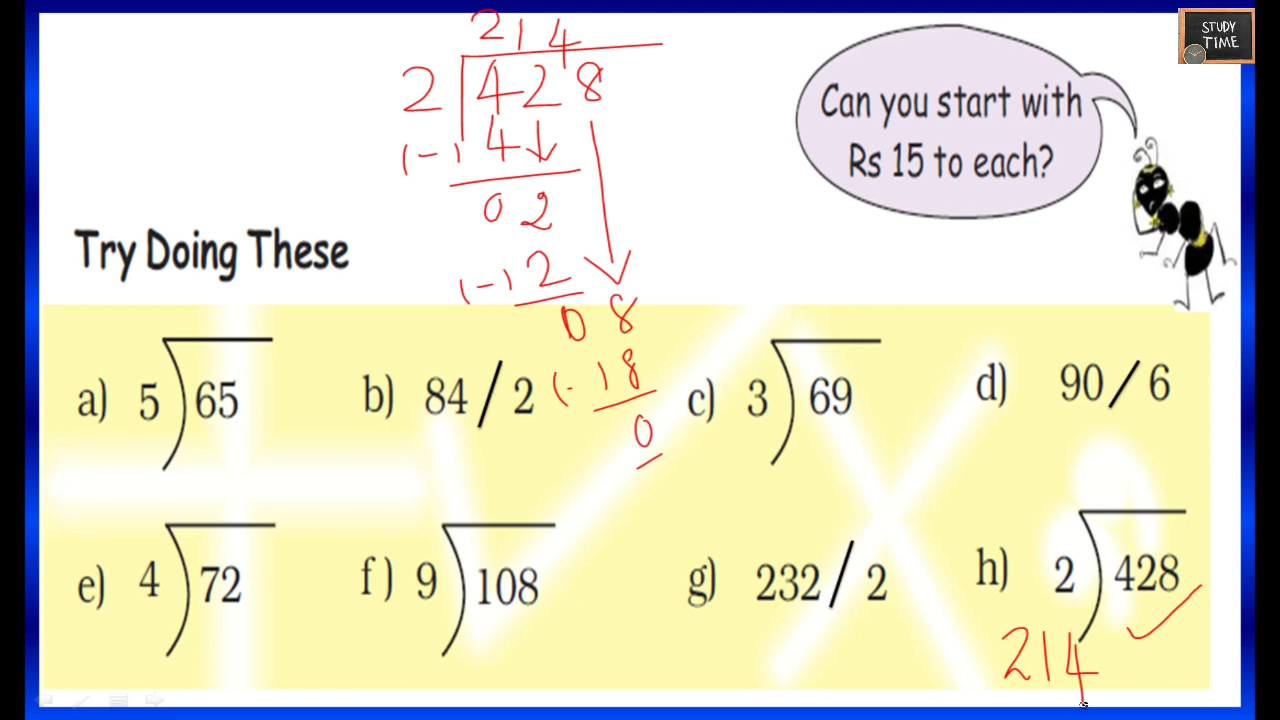 STUDY
TIME
214
2 428
(-) 4
02
(-) 2
08
(-) 8
0
Can you start with
Rs 15 to each?
Try Doing These
a) 5 65
b) 84 / 2
c) 3 69
d) 90 / 6
e) 4 72
f) 9 108
g) 232 / 2
h) 2 428
214